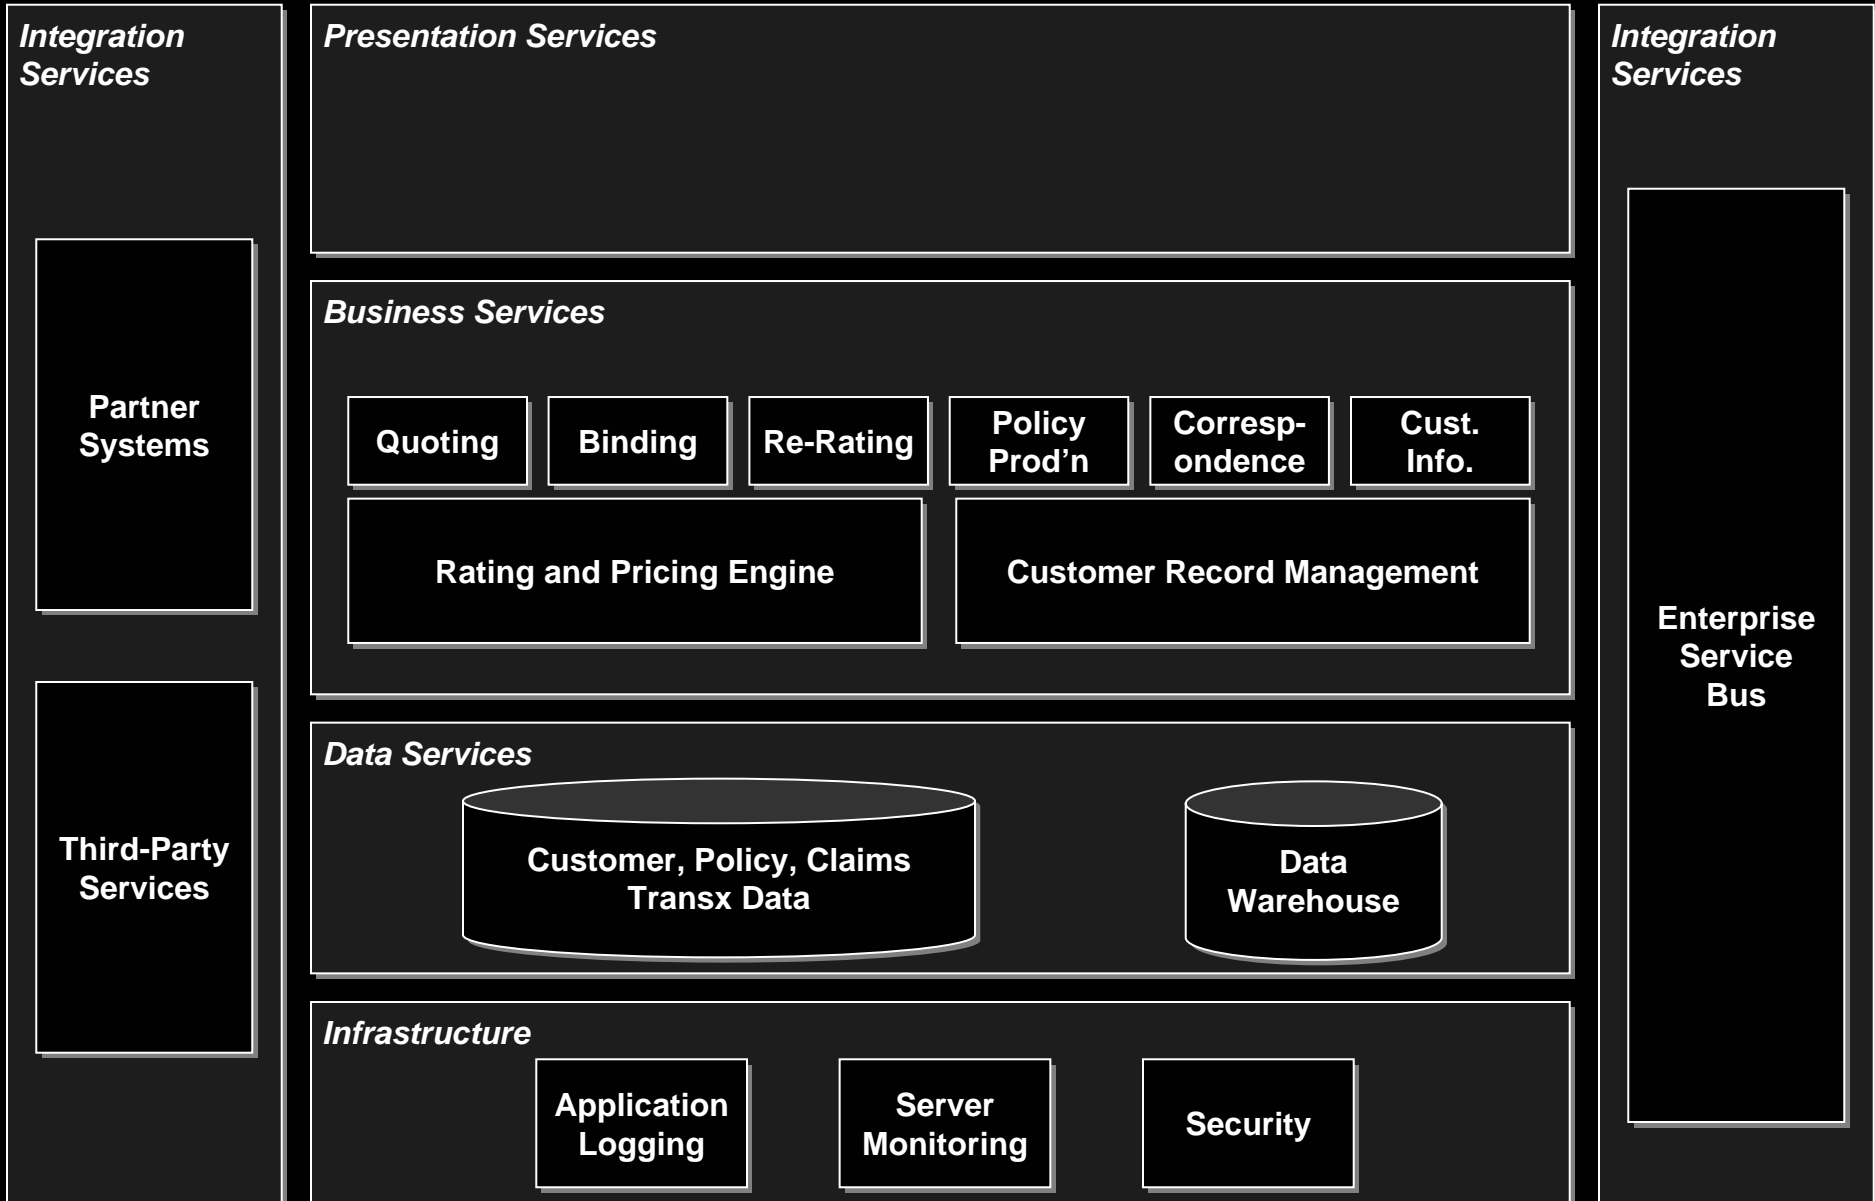 Integration
Services
Partner
Systems
Third-Party
Services
Presentation Services
Business Services
Quoting
Binding
Re-Rating
Policy
Prod’n
Corresp-
ondence
Cust.
Info.
Rating and Pricing Engine
Customer Record Management
Data Services
Customer, Policy, Claims
Transx Data
Data
Warehouse
Infrastructure
Application
Logging
Server
Monitoring
Security
Integration
Services
Enterprise
Service
Bus